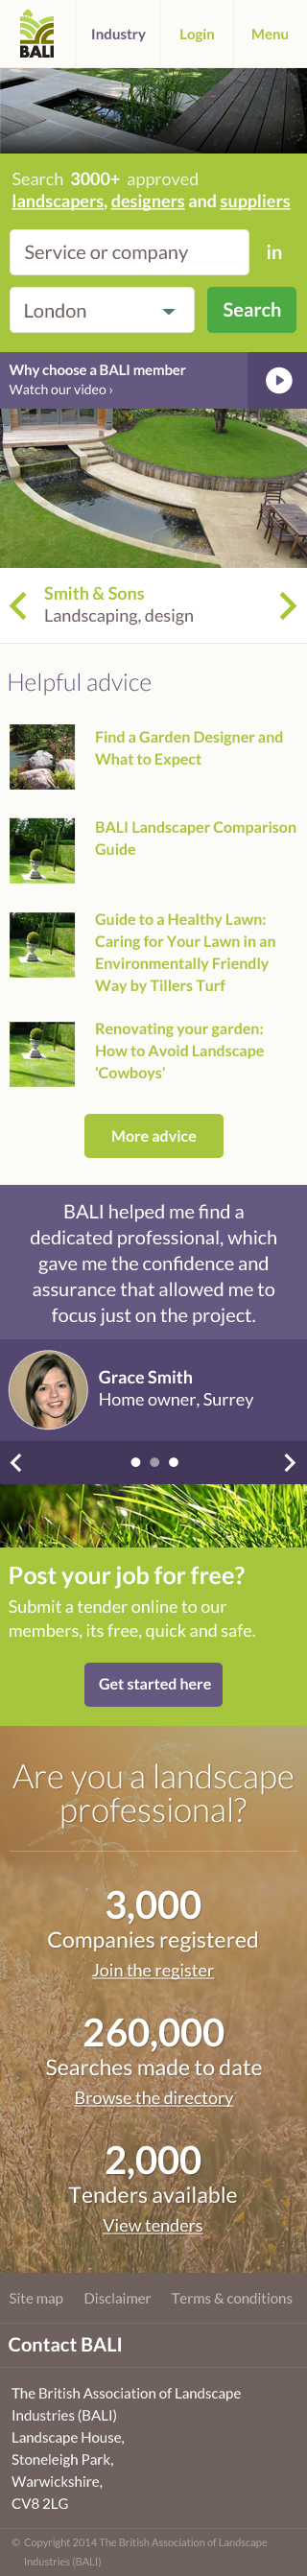 BALI
Industry
Login
Menu
Search 3000+ approved
landscapers, designers and suppliers
Service or company
in
London
Search
Why choose a BALI member
Watch our video ›
Smith & Sons
Landscaping, design
Helpful advice
Find a Garden Designer and
What to Expect
BALI Landscaper Comparison
Guide
Guide to a Healthy Lawn:
Caring for Your Lawn in an
Environmentally Friendly
Way by Tillers Turf
Renovating your garden:
How to Avoid Landscape
‘Cowboys’
More advice
BALI helped me find a
dedicated professional, which
gave me the confidence and
assurance that allowed me to
focus just on the project.
Grace Smith
Home owner, Surrey
Post your job for free?
Submit a tender online to our
members, its free, quick and safe.
Get started here
Are you a landscape
professional?
3,000
Companies registered
Join the register
260,000
Searches made to date
Browse the directory
2,000
Tenders available
View tenders
Site map
Disclaimer
Terms & conditions
Contact BALI
The British Association of Landscape
Industries (BALI)
Landscape House,
Stoneleigh Park,
Warwickshire,
CV8 2LG
© Copyright 2014 The British Association of Landscape
Industries (BALI)